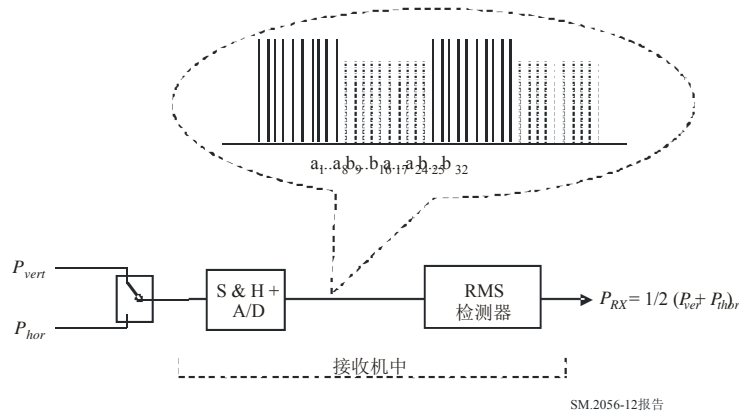 a1...a8b9...b16a17...a24b25...b32
Pvert
Phor
S & H +
A/D
RMS
检测器
PRX = 1/2 (Pver + Pthor)
接收机中
SM.2056-12报告